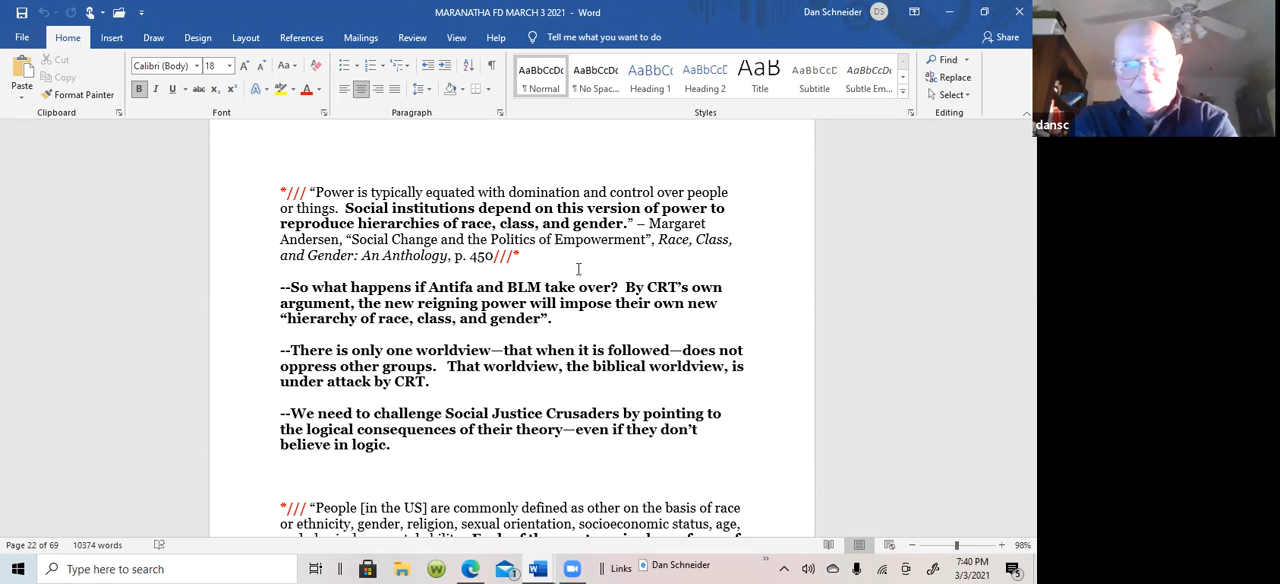 MARANATHA FD MARCH 3 2021 - Word
Dan Schneider DS
File Home Insert Draw Design Layout References Mailings Review View Help Tell me what you want to do Share
Paste
Cut
Copy
Format Painter
Clipboard
Calibri (Body) 18
Font
Paragraph
AaBbCcDc AaBbCcDc AaBbCc AaBbCcD AaB AaBbCcD AaBbCcDc
¶ Normal ¶ No Spac... Heading 1 Heading 2 Title Subtitle Subtle Em...
Styles
Find
Replace
Select
Editing
dansc
*/// “Power is typically equated with domination and control over people
or things. Social institutions depend on this version of power to
reproduce hierarchies of race, class, and gender.” – Margaret
Andersen, “Social Change and the Politics of Empowerment”, Race, Class,
and Gender: An Anthology, p. 450///*
--So what happens if Antifa and BLM take over? By CRT’s own
argument, the new reigning power will impose their own new
“hierarchy of race, class, and gender”.
--There is only one worldview—that when it is followed—does not
oppress other groups. That worldview, the biblical worldview, is
under attack by CRT.
--We need to challenge Social Justice Crusaders by pointing to
the logical consequences of their theory—even if they don’t
believe in logic.
*/// “People [in the US] are commonly defined as other on the basis of race
or ethnicity, gender, religion, sexual orientation, socioeconomic status, age,
Page 22 of 69 10374 words 98%
Type here to search
Links Dan Schneider
7:40 PM
3/3/2021